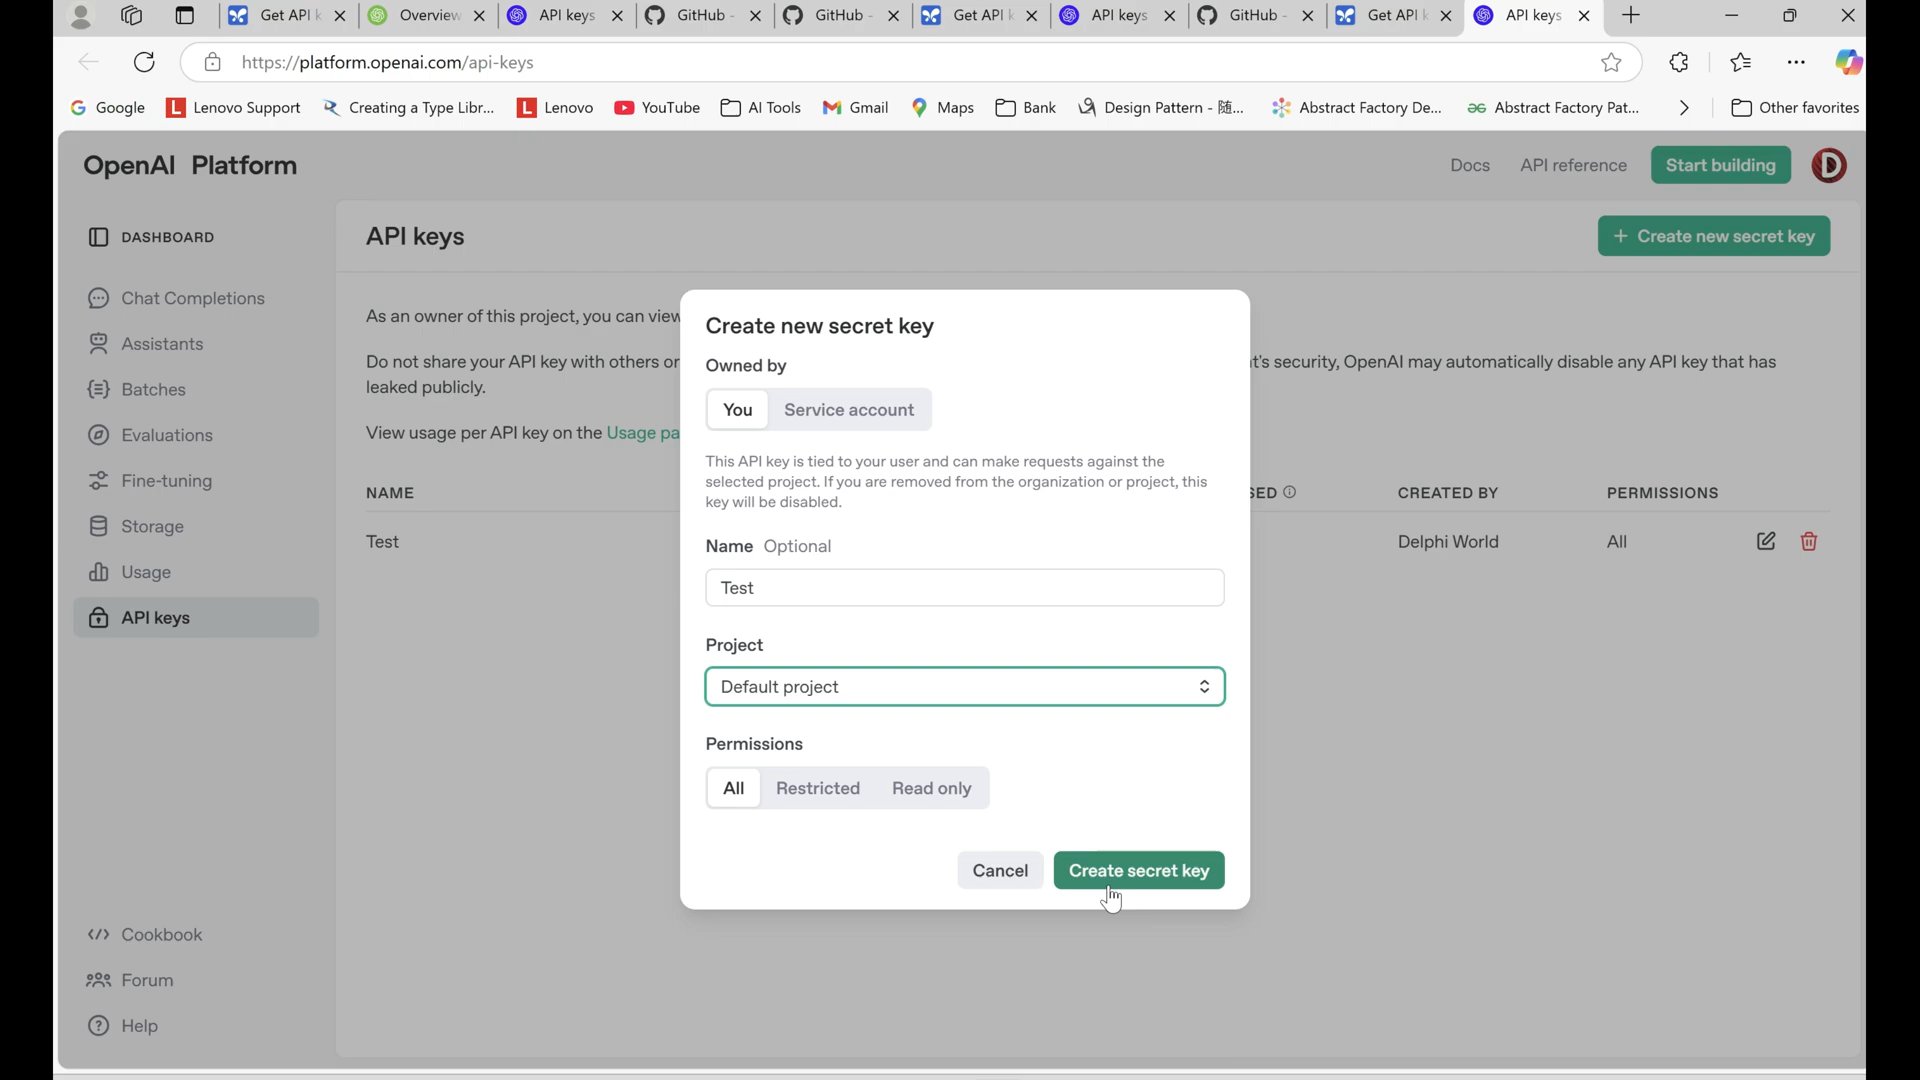 Get API k
Overview
API keys
GitHub -
GitHub -
Get API k
API keys
GitHub -
Get API k
API keys
https://platform.openai.com/api-keys
Google
Lenovo Support
Creating a Type Libr...
Lenovo
YouTube
AI Tools
Gmail
Maps
Bank
Design Pattern - 随...
Abstract Factory De...
Abstract Factory Pat...
Other favorites
OpenAI Platform
Docs
API reference
Start building
D
DASHBOARD
Chat Completions
Assistants
Batches
Evaluations
Fine-tuning
Storage
Usage
API keys
Cookbook
Forum
Help
API keys
+ Create new secret key
As an owner of this project, you can view
Do not share your API key with others or
t's security, OpenAI may automatically disable any API key that has
leaked publicly.
View usage per API key on the Usage pa
NAME
SED
CREATED BY
PERMISSIONS
Test
Delphi World
All
Create new secret key
Owned by
You
Service account
This API key is tied to your user and can make requests against the
selected project. If you are removed from the organization or project, this
key will be disabled.
Name Optional
Test
Project
Default project
Permissions
All
Restricted
Read only
Cancel
Create secret key